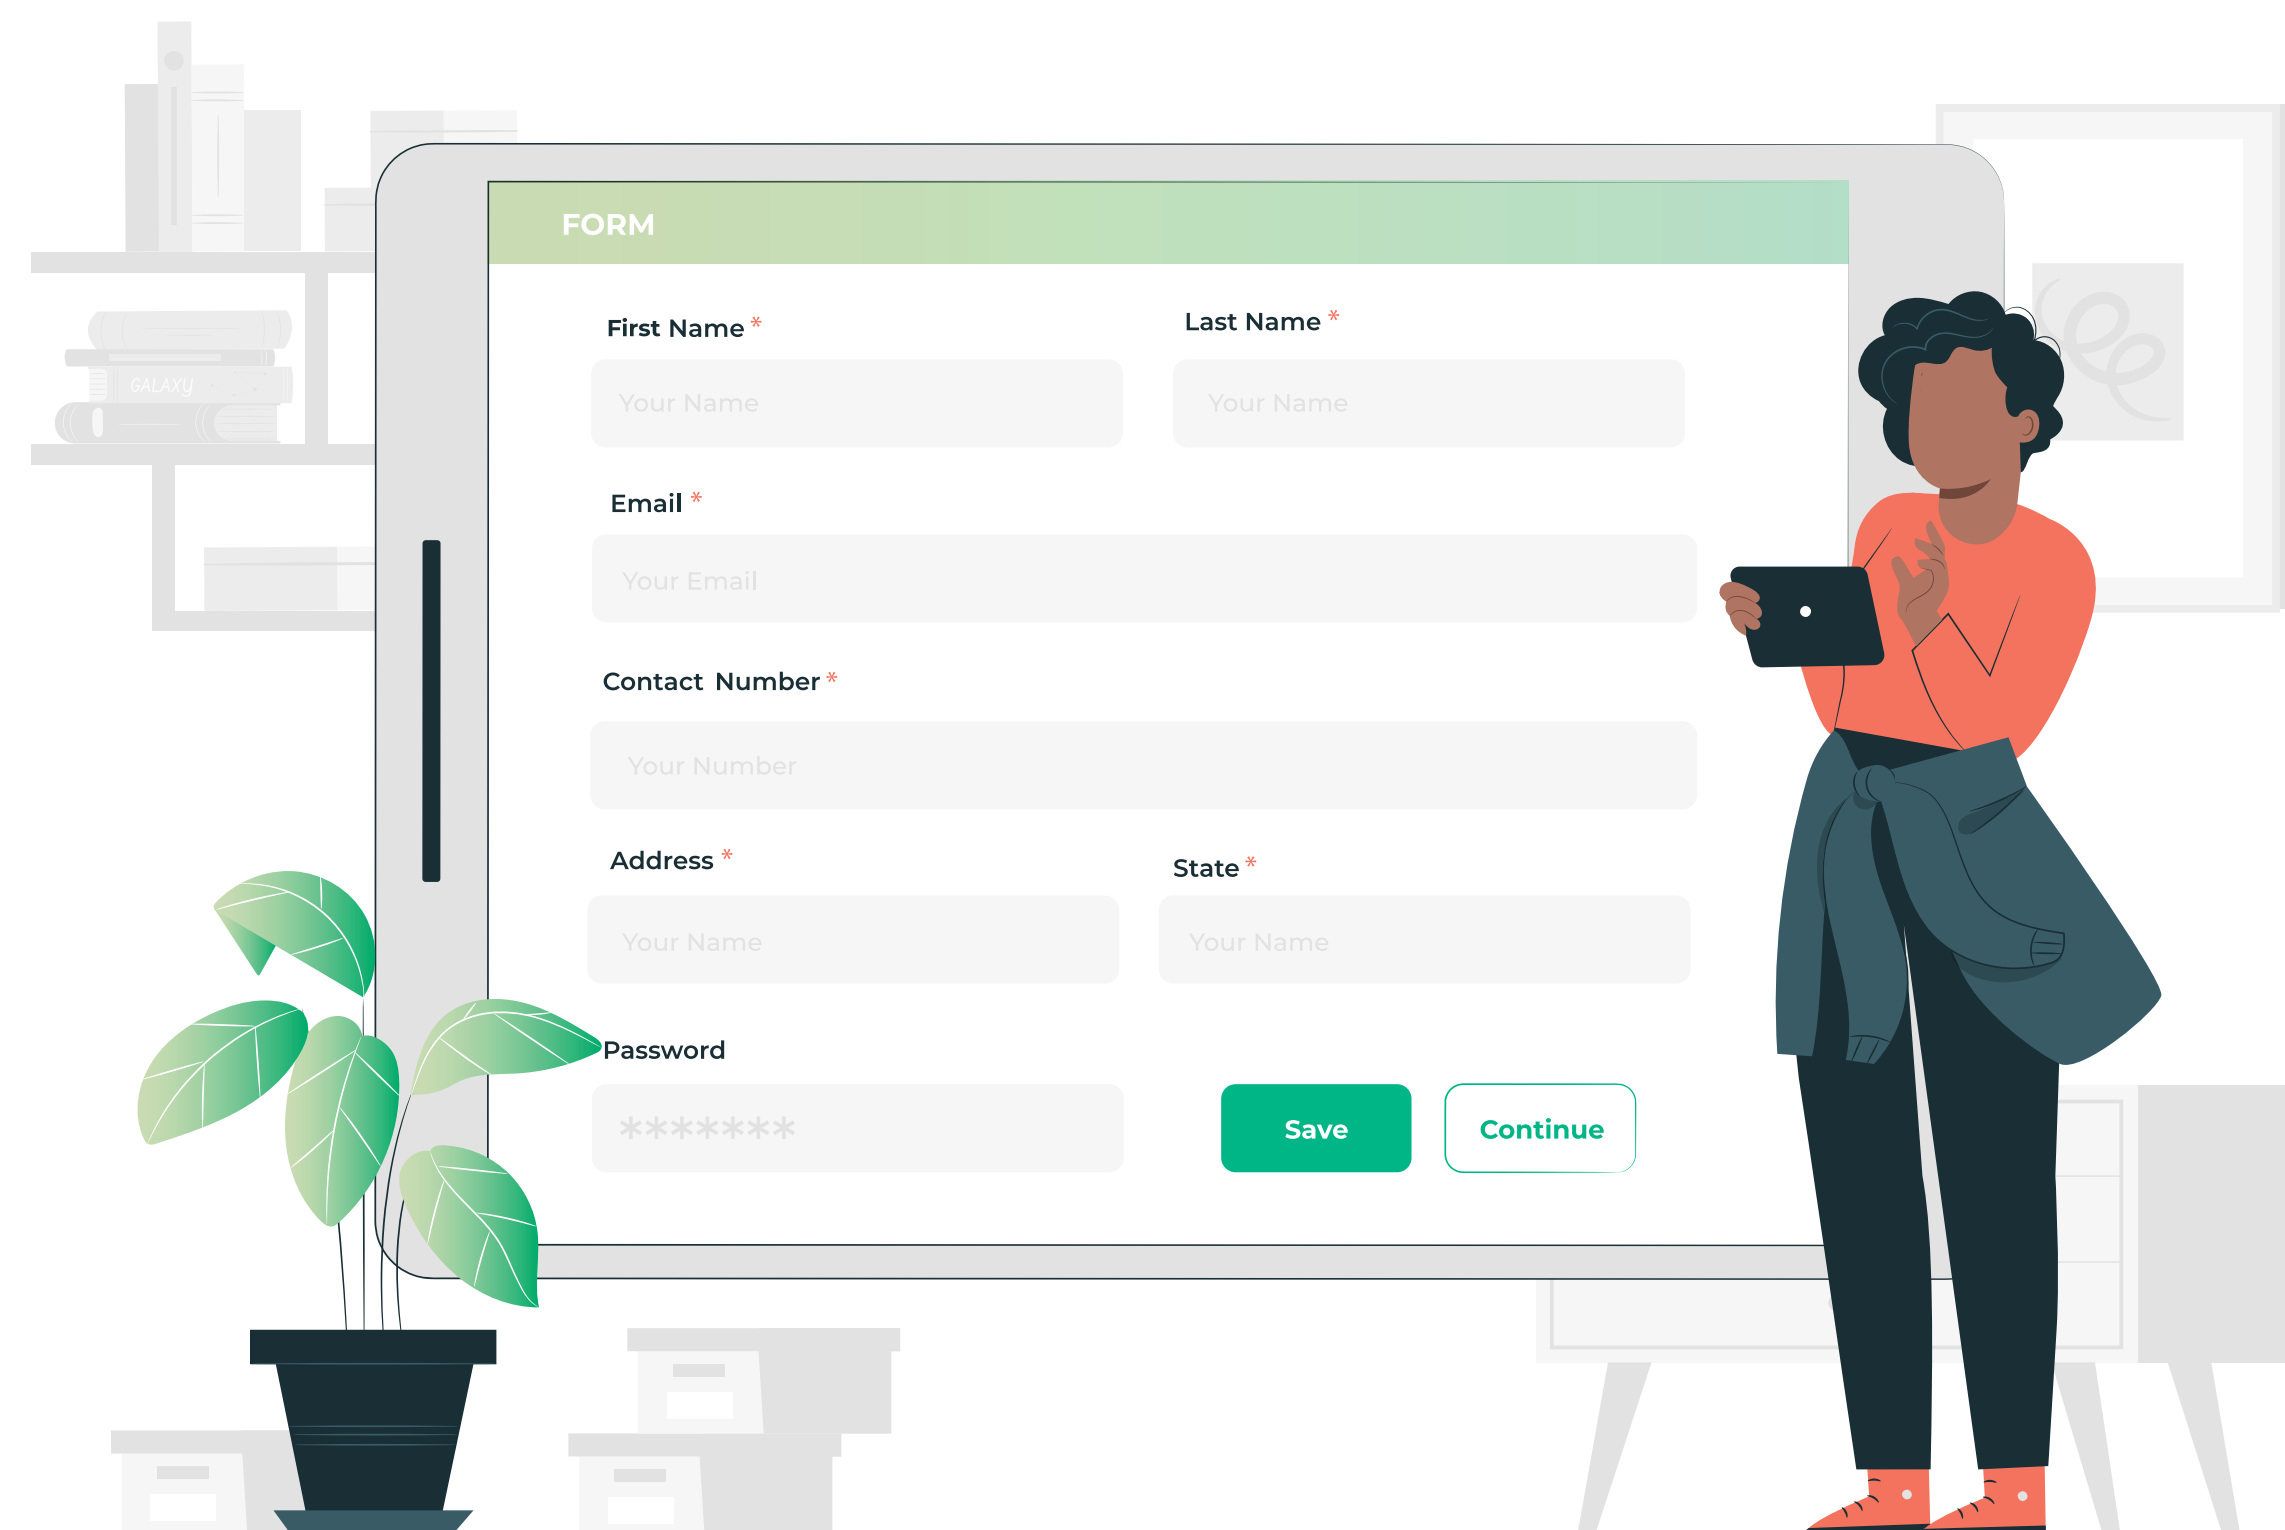 FORM
First Name *
Last Name *
Your Name
Your Name
GALAXY
Email *
Your Email
Contact Number *
Your Number
Address *
State *
Your Name
Your Name
Password
*******
Save
Continue